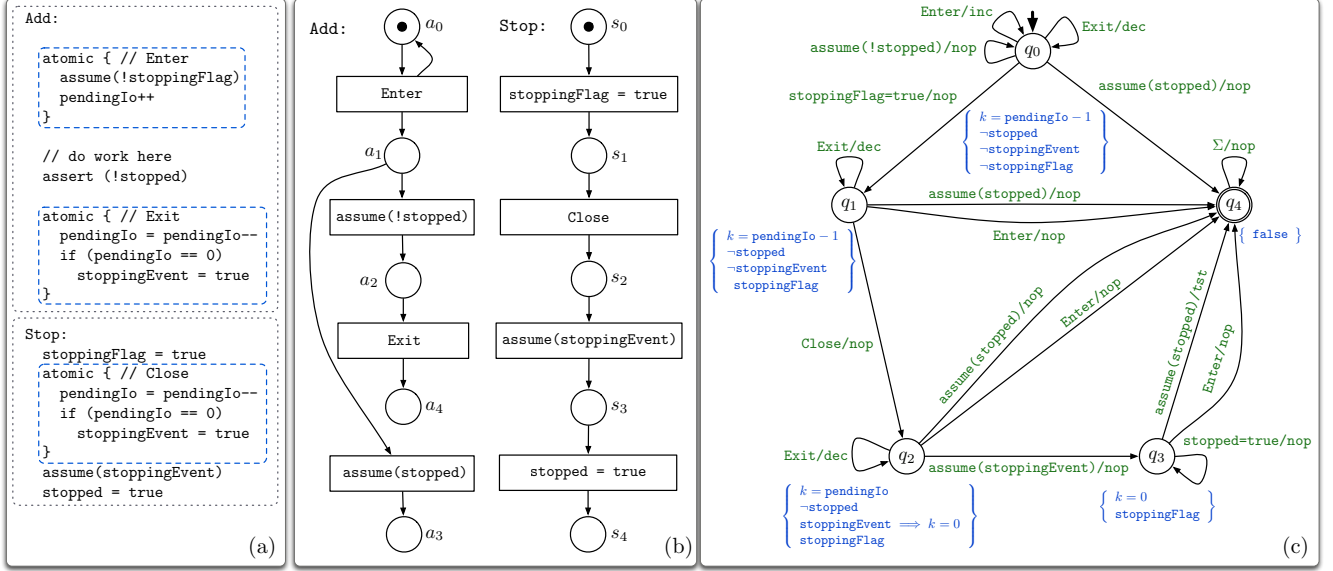 Add:
atomic { // Enter
assume(!stoppingFlag)
pendingIo++
}
// do work here
assert (!stopped)
atomic { // Exit
pendingIo = pendingIo--
if (pendingIo == 0)
stoppingEvent = true
}
Stop:
stoppingFlag = true
atomic { // Close
pendingIo = pendingIo--
if (pendingIo == 0)
stoppingEvent = true
}
assume(stoppingEvent)
stopped = true
(a)
Add:
a0
Enter
a1
assume(!stopped)
a2
Exit
a4
assume(stopped)
a3
Stop:
s0
stoppingFlag = true
s1
Close
s2
assume(stoppingEvent)
s3
stopped = true
s4
(b)
Enter/inc
Exit/dec
assume(!stopped)/nop
q0
stoppingFlag=true/nop
assume(stopped)/nop
k = pendingIo − 1
¬stopped
¬stoppingEvent
¬stoppingFlag
Exit/dec
Σ/nop
q1
assume(stopped)/nop
q4
Enter/nop
{ false }
k = pendingIo − 1
¬stopped
¬stoppingEvent
stoppingFlag
Close/nop
assume(stopped)/nop
Enter/nop
assume(stopped)/tst
Enter/nop
Exit/dec
q2
assume(stoppingEvent)/nop
q3
stopped=true/nop
k = pendingIo
¬stopped
stoppingEvent ⟹ k = 0
stoppingFlag
k = 0
stoppingFlag
(c)